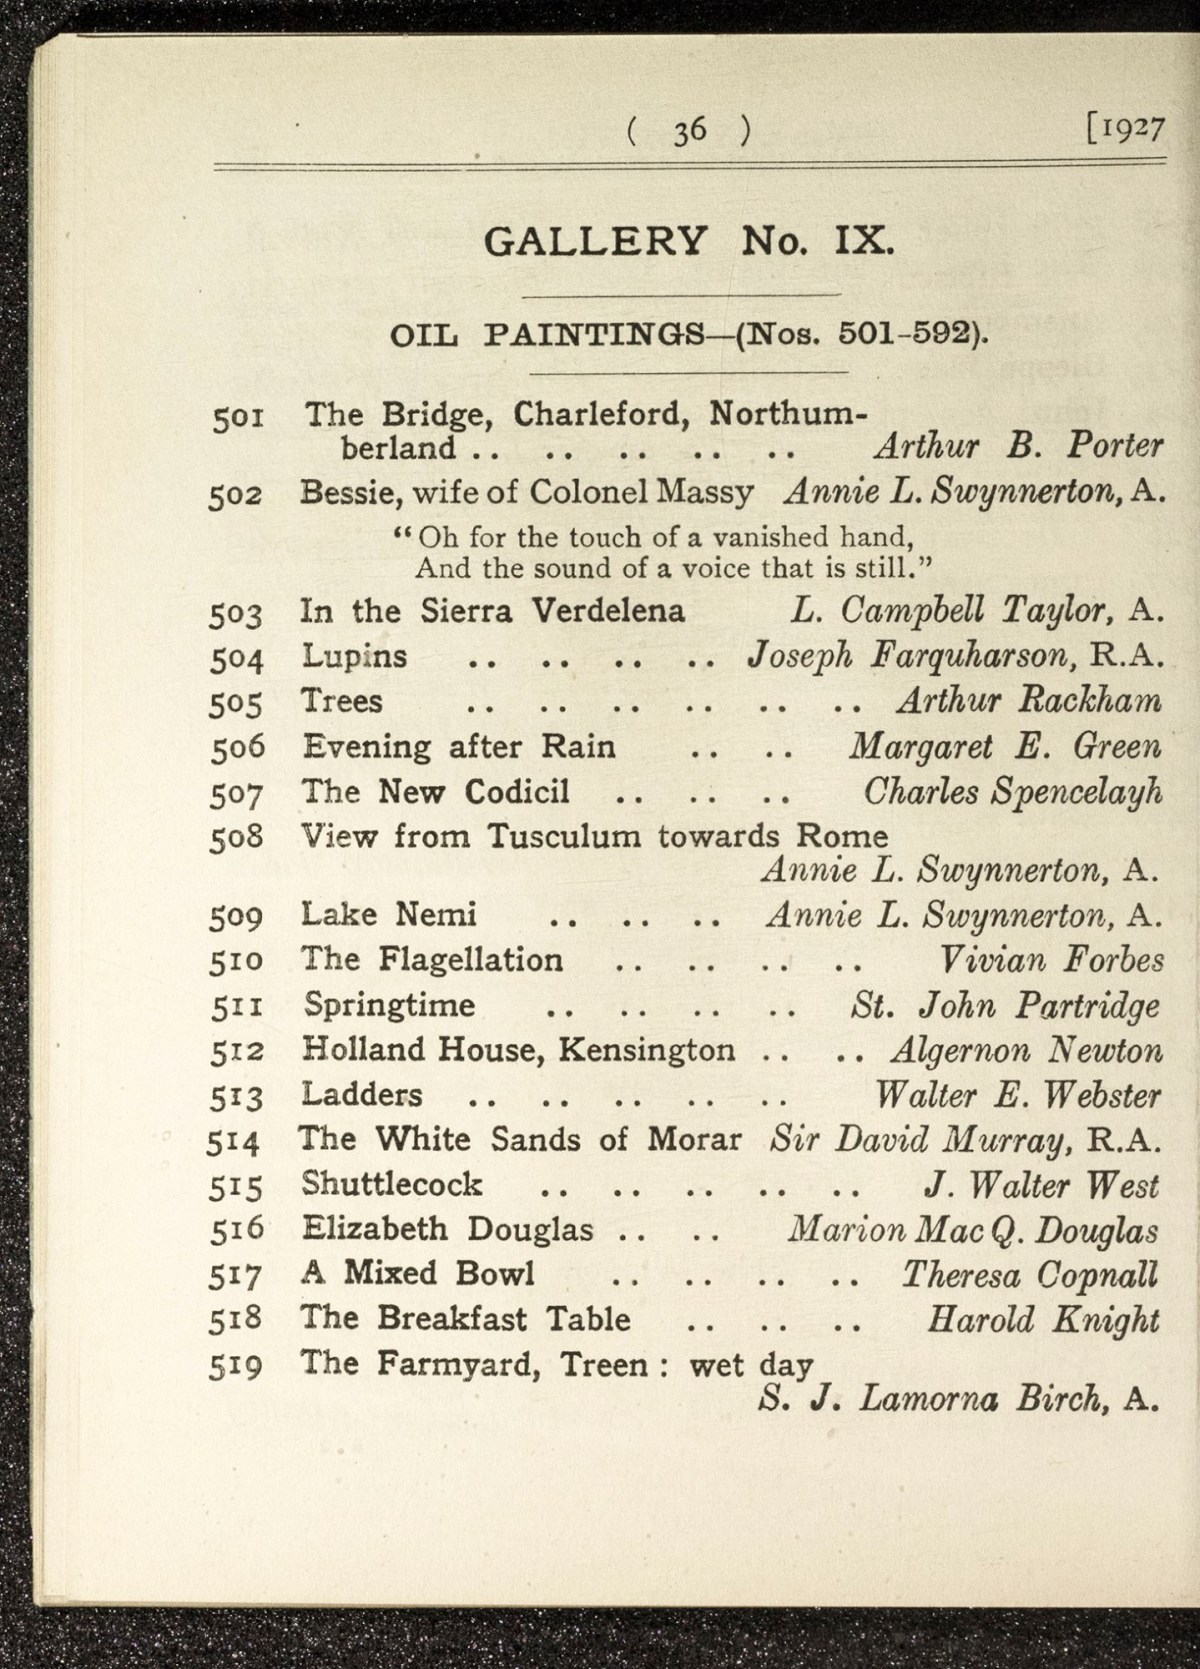 ( 36 ) [1927
GALLERY No. IX.
OIL PAINTINGS—(Nos. 501-592).
501 The Bridge, Charleford, Northum-
berland .. .. .. .. .. Arthur B. Porter
502 Bessie, wife of Colonel Massy Annie L. Swynnerton, A.
“Oh for the touch of a vanished hand,
And the sound of a voice that is still.”
503 In the Sierra Verdelena L. Campbell Taylor, A.
504 Lupins .. .. .. .. Joseph Farquharson, R.A.
505 Trees .. .. .. .. .. .. Arthur Rackham
506 Evening after Rain .. .. Margaret E. Green
507 The New Codicil .. .. .. Charles Spencelayh
508 View from Tusculum towards Rome
Annie L. Swynnerton, A.
509 Lake Nemi .. .. .. Annie L. Swynnerton, A.
510 The Flagellation .. .. .. .. Vivian Forbes
511 Springtime .. .. .. .. St. John Partridge
512 Holland House, Kensington .. .. Algernon Newton
513 Ladders .. .. .. .. .. Walter E. Webster
514 The White Sands of Morar Sir David Murray, R.A.
515 Shuttlecock .. .. .. .. .. J. Walter West
516 Elizabeth Douglas .. .. Marion Mac Q. Douglas
517 A Mixed Bowl .. .. .. .. Theresa Copnall
518 The Breakfast Table .. .. .. Harold Knight
519 The Farmyard, Treen : wet day
S. J. Lamorna Birch, A.